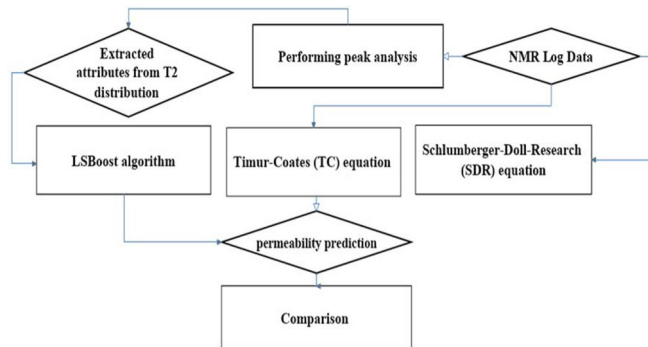 Extracted
attributes from T2
distribution
Performing peak analysis
NMR Log Data
LSBoost algorithm
Timur-Coates (TC) equation
Schlumberger-Doll-Research
(SDR) equation
permeability prediction
Comparison